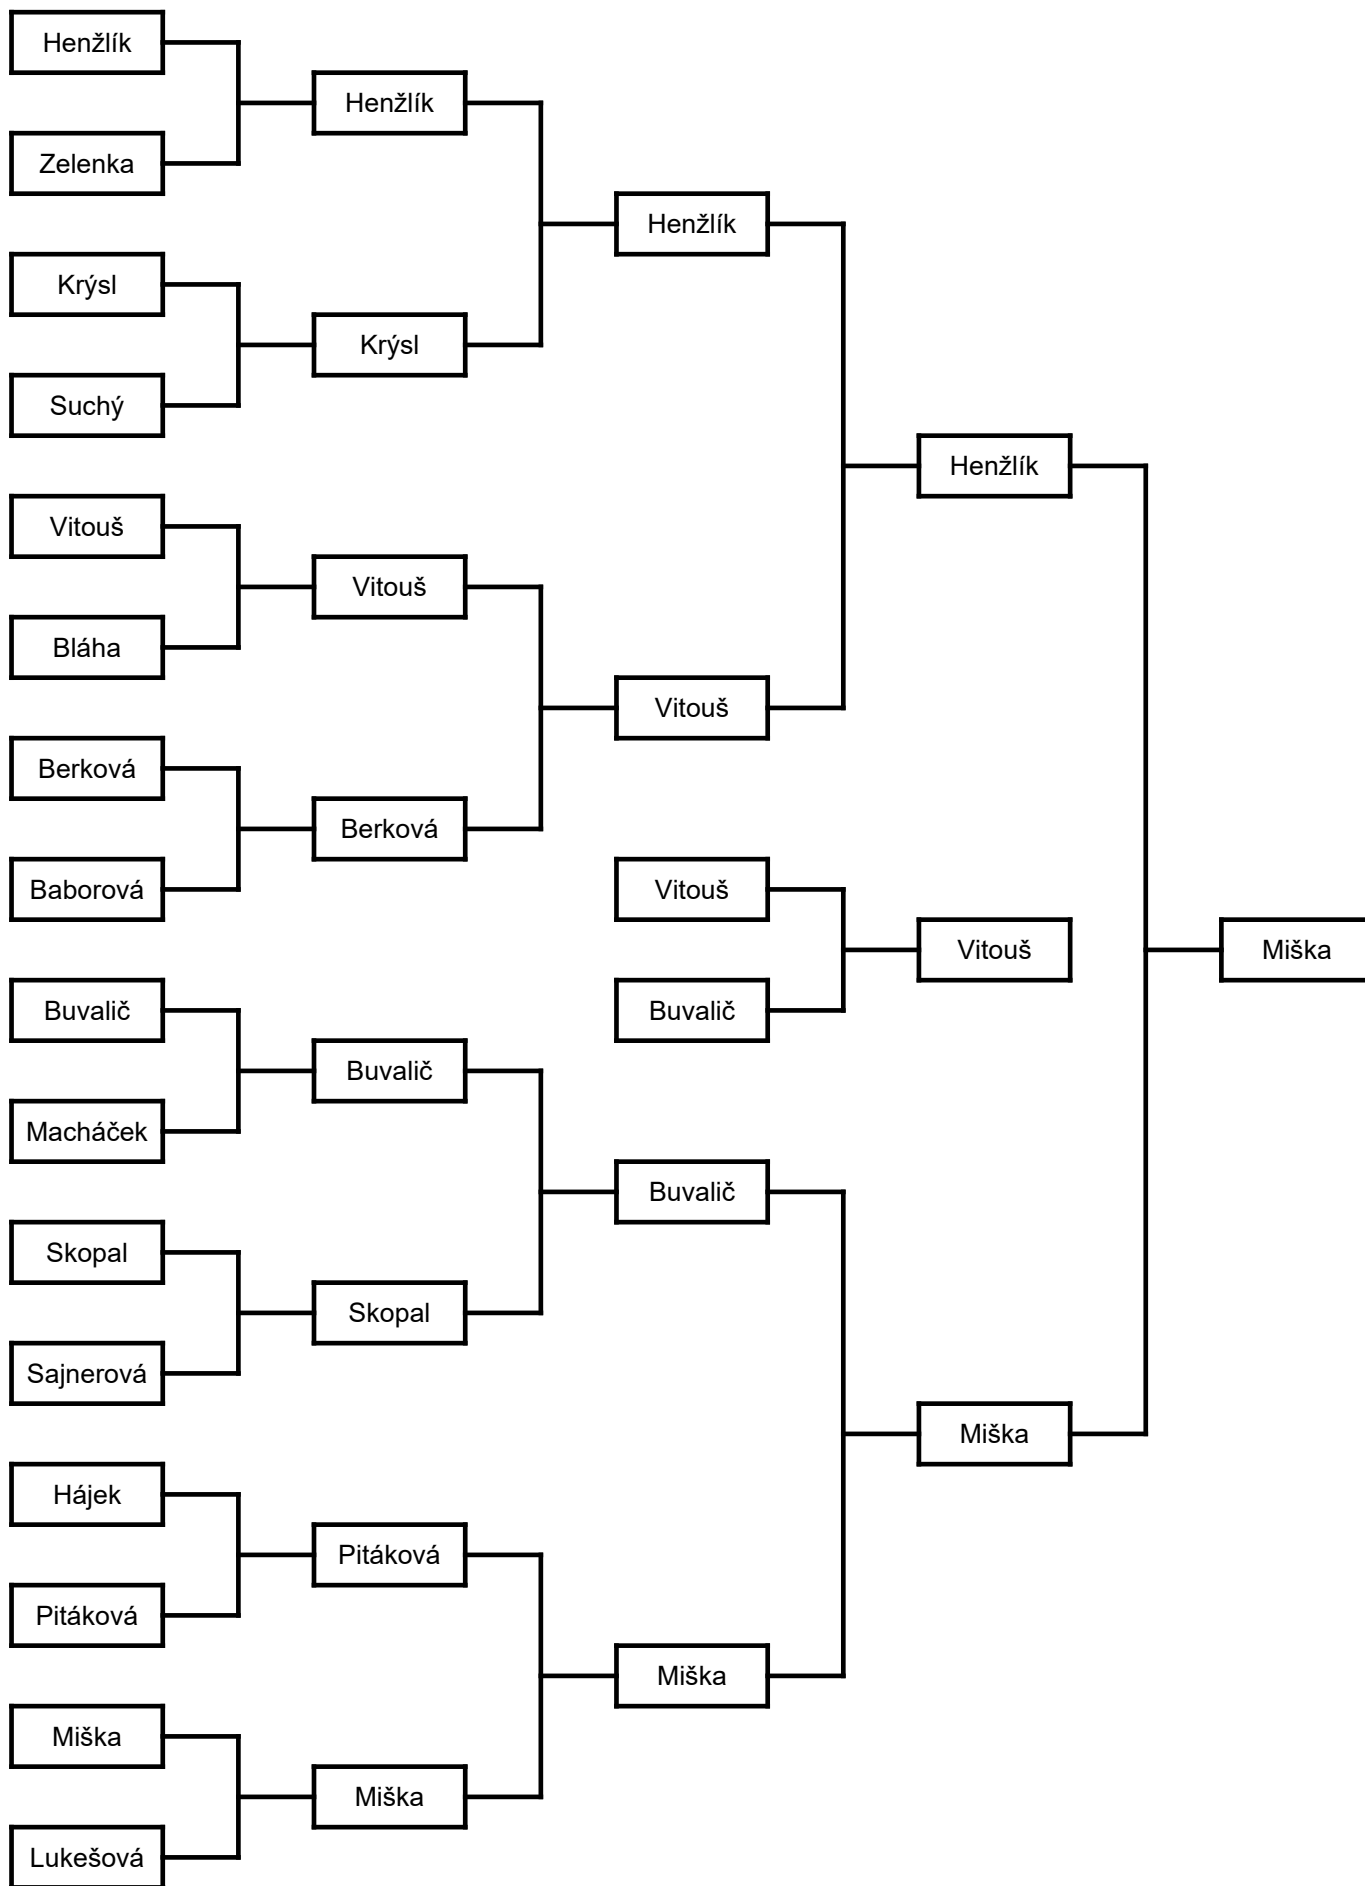 Henžlík
Henžlík
Zelenka
Henžlík
Krýsl
Krýsl
Suchý
Henžlík
Vitouš
Vitouš
Bláha
Vitouš
Berková
Berková
Baborová
Vitouš
Vitouš
Miška
Buvalič
Buvalič
Buvalič
Macháček
Buvalič
Skopal
Skopal
Sajnerová
Miška
Hájek
Pitáková
Pitáková
Miška
Miška
Miška
Lukešová